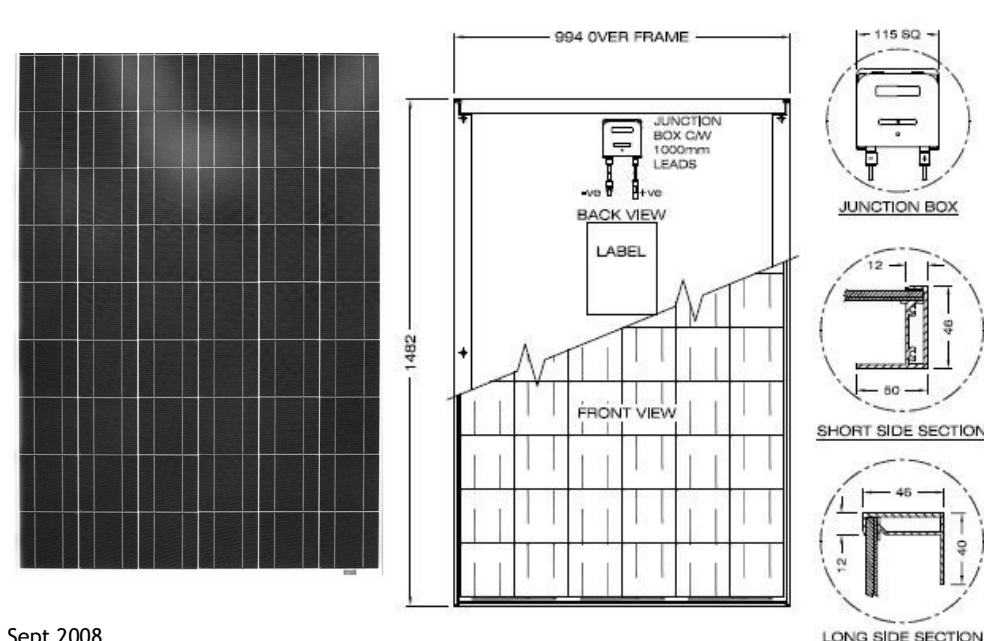 994 OVER FRAME
115 SQ
JUNCTION
BOX C/W
1000mm
LEADS
-ve
+ve
BACK VIEW
LABEL
JUNCTION BOX
1482
12
46
50
FRONT VIEW
SHORT SIDE SECTION
46
12
40
LONG SIDE SECTION
Sept 2008